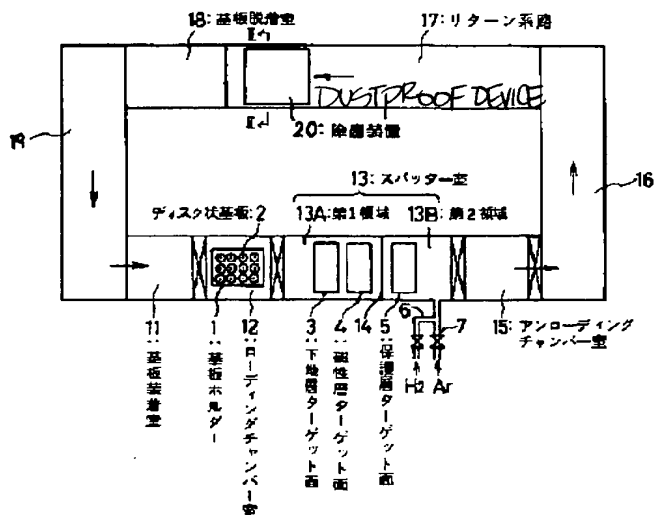 18:基板脱着室
17:リターン系路
DUSTPROOF DEVICE
20:除塵装置
19
16
13:スパッター室
ディスク状基板:2
13A:第1領域
13B:第2領域
11:基板装着室
1:基板ホルダー
12:ローディングチャンバー室
3:下地層ターゲット面
4:磁性層ターゲット面
14
5:保護層ターゲット面
6
7
H2
Ar
15:アンローディング
チャンバー室